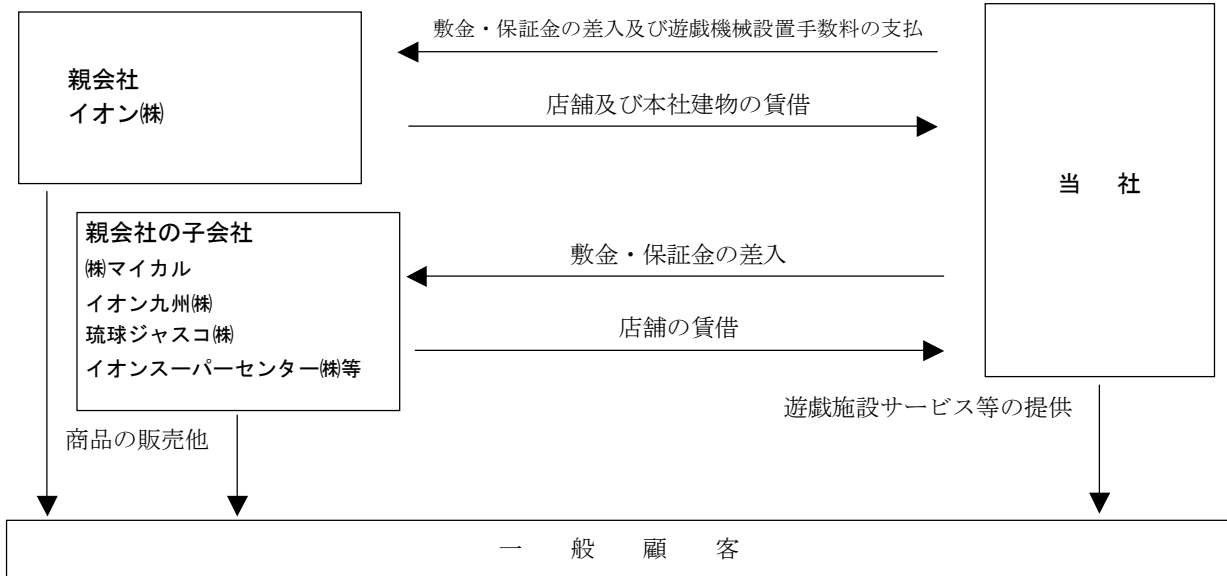 敷金・保証金の差入及び遊戯機械設置手数料の支払
親会社
イオン㈱
店舗及び本社建物の賃借
当 社
親会社の子会社
㈱マイカル
イオン九州㈱
琉球ジャスコ㈱
イオンスーパーセンター㈱等
敷金・保証金の差入
店舗の賃借
遊戯施設サービス等の提供
商品の販売他
一 般 顧 客